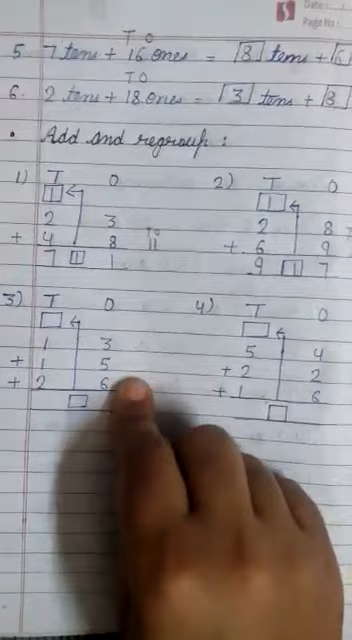 Date :
Page No :
T O
5. 7 tens + 16 ones = 8 tens + 6
T O
6. 2 tens + 18 ones = 3 tens + 8
• Add and regroup :
1) T O 2) T O
1 1
2 3 2 8
+ 4 8 T O 11 + 6 9
7 1 1 9 1 7
3) T O 4) T O
1 3 5 4
+ 1 5 + 2 2
+ 2 6 + 1 6